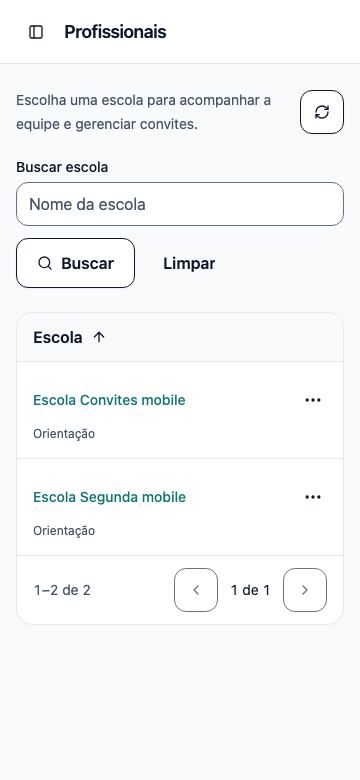 Profissionais
Escolha uma escola para acompanhar a
equipe e gerenciar convites.
Buscar escola
Nome da escola
Buscar
Limpar
Escola
Escola Convites mobile
Orientação
Escola Segunda mobile
Orientação
1–2 de 2
1 de 1